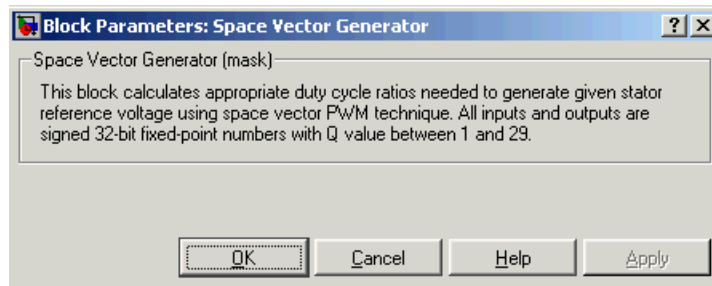 Block Parameters: Space Vector Generator
Space Vector Generator (mask)
This block calculates appropriate duty cycle ratios needed to generate given stator
reference voltage using space vector PWM technique. All inputs and outputs are
signed 32-bit fixed-point numbers with Q value between 1 and 29.
OK Cancel Help Apply